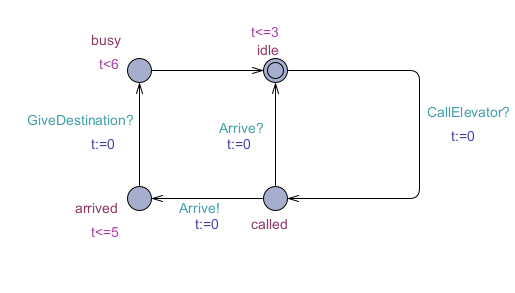 t<=3
busy
idle
t<6
GiveDestination?
t:=0
Arrive?
t:=0
CallElevator?
t:=0
arrived
t<=5
Arrive!
t:=0
called